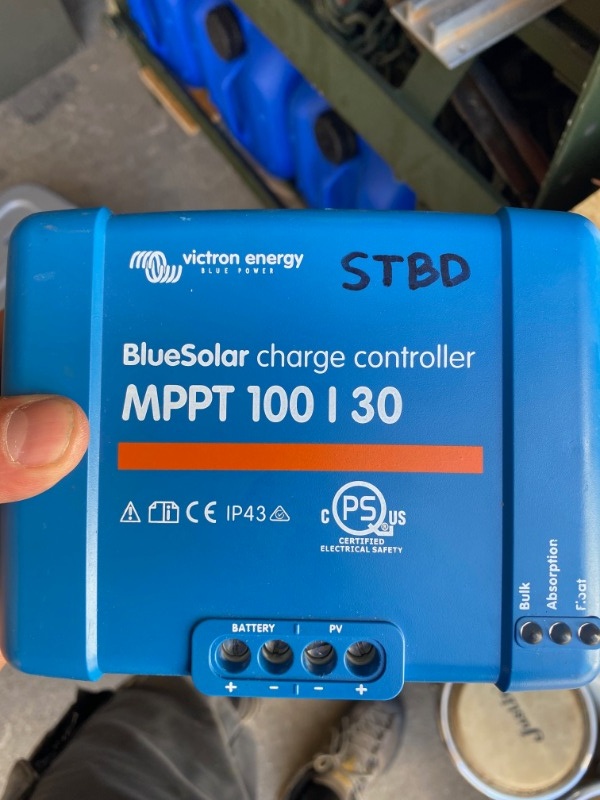 victron energy
BLUE POWER
STBD
BlueSolar charge controller
MPPT 100 | 30
CE IP43
C PS US
®
CERTIFIED
ELECTRICAL SAFETY
Bulk
Absorption
Float
BATTERY | PV
+ − − +